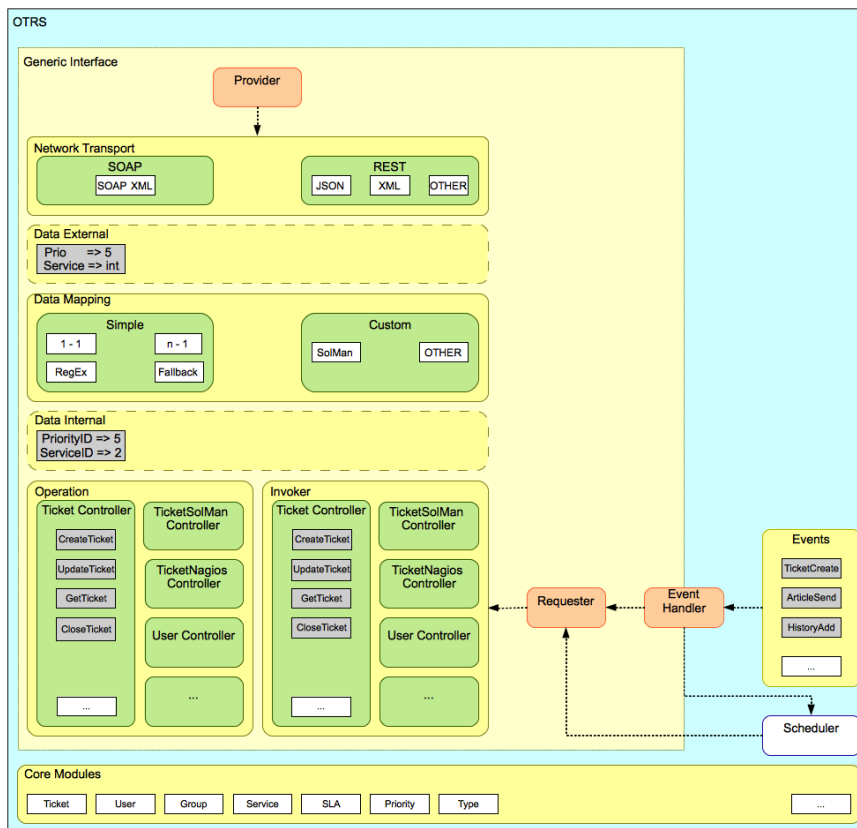 OTRS
Generic Interface
Provider
Network Transport
SOAP
SOAP XML
REST
JSON
XML
OTHER
Data External
Prio => 5
Service => int
Data Mapping
Simple
1 - 1
n - 1
RegEx
Fallback
Custom
SolMan
OTHER
Data Internal
PriorityID => 5
ServiceID => 2
Operation
Ticket Controller
CreateTicket
UpdateTicket
GetTicket
CloseTicket
...
TicketSolMan
Controller
TicketNagios
Controller
User Controller
...
Invoker
Ticket Controller
CreateTicket
UpdateTicket
GetTicket
CloseTicket
...
TicketSolMan
Controller
TicketNagios
Controller
User Controller
...
Requester
Event
Handler
Events
TicketCreate
ArticleSend
HistoryAdd
...
Scheduler
Core Modules
Ticket
User
Group
Service
SLA
Priority
Type
...